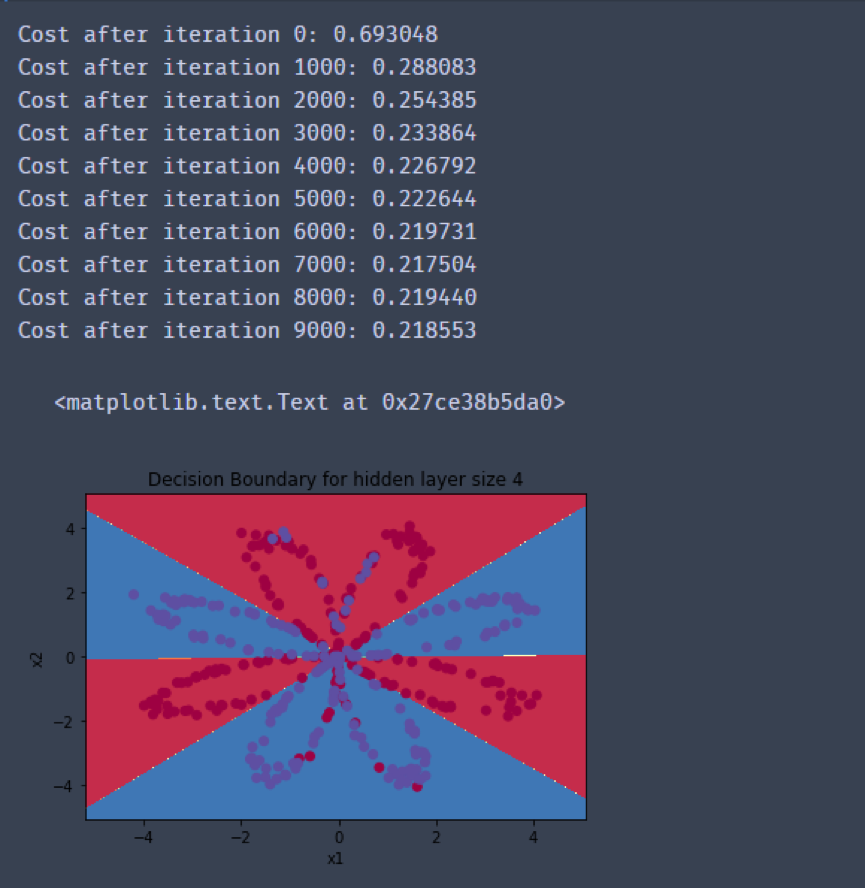 Cost after iteration 0: 0.693048
Cost after iteration 1000: 0.288083
Cost after iteration 2000: 0.254385
Cost after iteration 3000: 0.233864
Cost after iteration 4000: 0.226792
Cost after iteration 5000: 0.222644
Cost after iteration 6000: 0.219731
Cost after iteration 7000: 0.217504
Cost after iteration 8000: 0.219440
Cost after iteration 9000: 0.218553
<matplotlib.text.Text at 0x27ce38b5da0>
Decision Boundary for hidden layer size 4
4
2
0
−2
−4
x2
−4 −2 0 2 4
x1